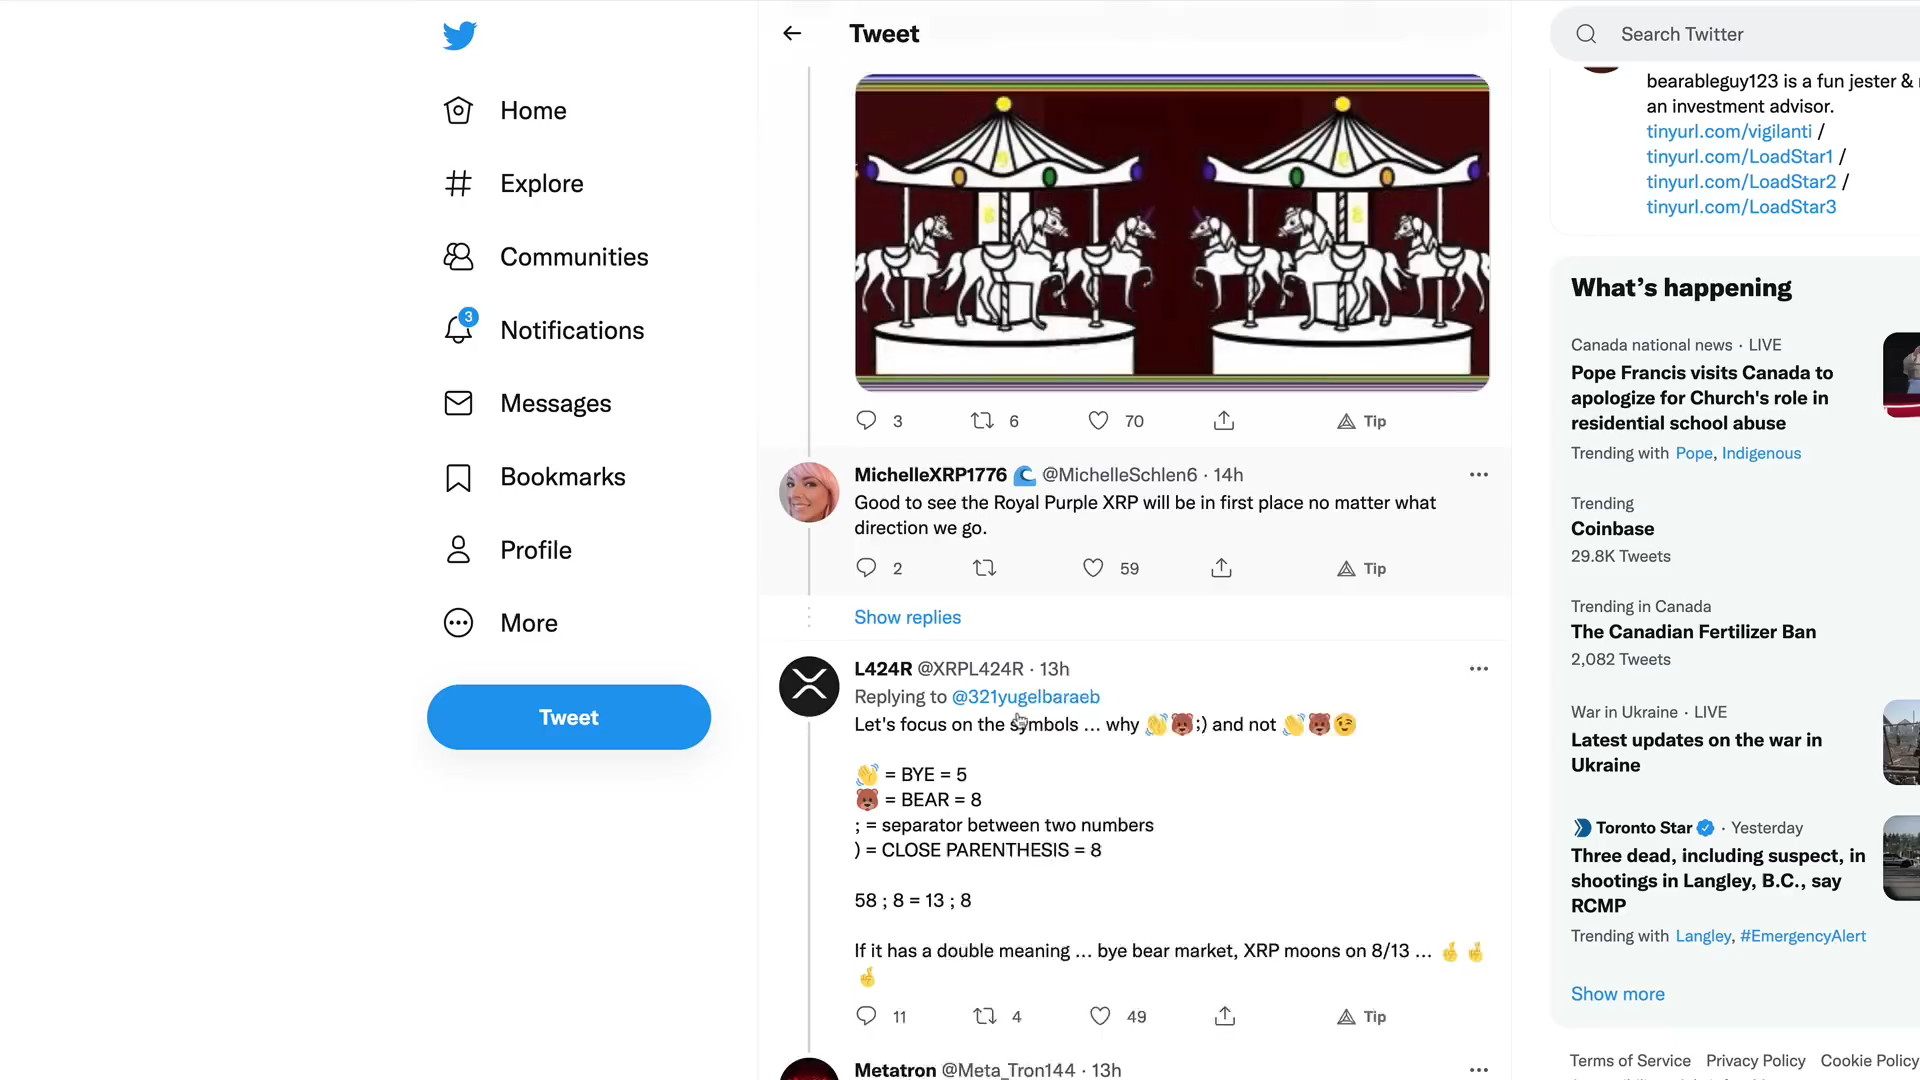 Home
Explore
Communities
3
Notifications
Messages
Bookmarks
Profile
More
Tweet
Tweet
3
6
70
Tip
MichelleXRP1776 🌊 @MichelleSchlen6 · 14h
Good to see the Royal Purple XRP will be in first place no matter what
direction we go.
2
59
Tip
Show replies
L424R @XRPL424R · 13h
Replying to @321yugelbaraeb
Let's focus on the symbols ... why 👋🐻;) and not 👋🐻😉
👋 = BYE = 5
🐻 = BEAR = 8
; = separator between two numbers
) = CLOSE PARENTHESIS = 8
58 ; 8 = 13 ; 8
If it has a double meaning ... bye bear market, XRP moons on 8/13 ... 🤞🤞
🤞
11
4
49
Tip
Metatron @Meta_Tron144 · 13h
Search Twitter
bearableguy123 is a fun jester &
an investment advisor.
tinyurl.com/vigilanti /
tinyurl.com/LoadStar1 /
tinyurl.com/LoadStar2 /
tinyurl.com/LoadStar3
What's happening
Canada national news · LIVE
Pope Francis visits Canada to
apologize for Church's role in
residential school abuse
Trending with Pope, Indigenous
Trending
Coinbase
29.8K Tweets
Trending in Canada
The Canadian Fertilizer Ban
2,082 Tweets
War in Ukraine · LIVE
Latest updates on the war in
Ukraine
Toronto Star · Yesterday
Three dead, including suspect, in
shootings in Langley, B.C., say
RCMP
Trending with Langley, #EmergencyAlert
Show more
Terms of Service Privacy Policy Cookie Policy